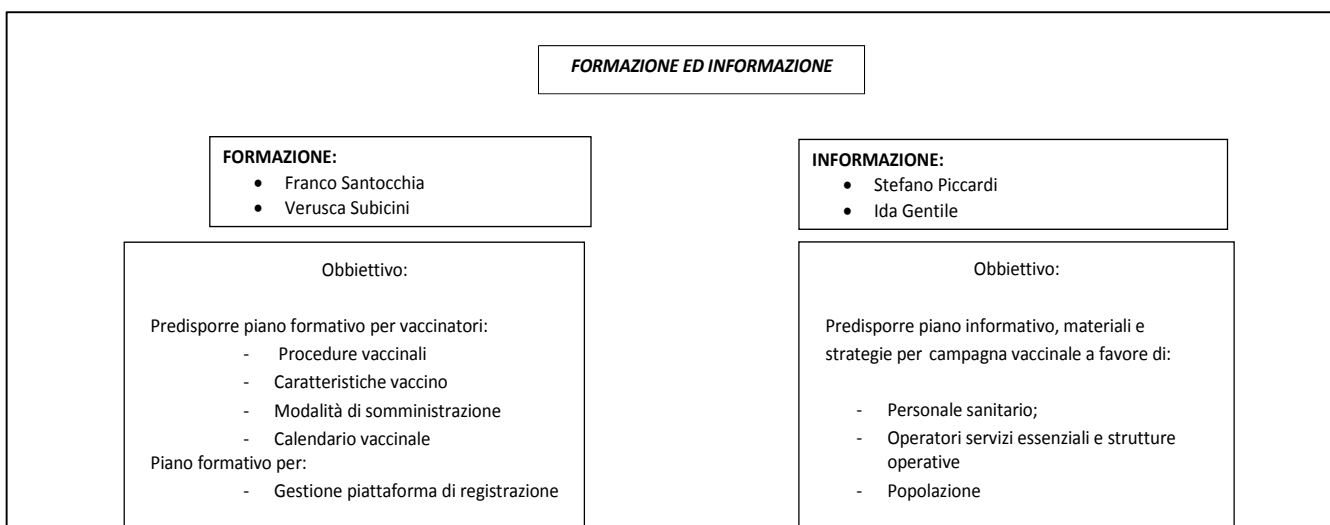 FORMAZIONE ED INFORMAZIONE
FORMAZIONE:
• Franco Santocchia
• Verusca Subicini
Obbiettivo:
Predisporre piano formativo per vaccinatori:
- Procedure vaccinali
- Caratteristiche vaccino
- Modalità di somministrazione
- Calendario vaccinale
Piano formativo per:
- Gestione piattaforma di registrazione
INFORMAZIONE:
• Stefano Piccardi
• Ida Gentile
Obbiettivo:
Predisporre piano informativo, materiali e
strategie per campagna vaccinale a favore di:
- Personale sanitario;
- Operatori servizi essenziali e strutture
operative
- Popolazione